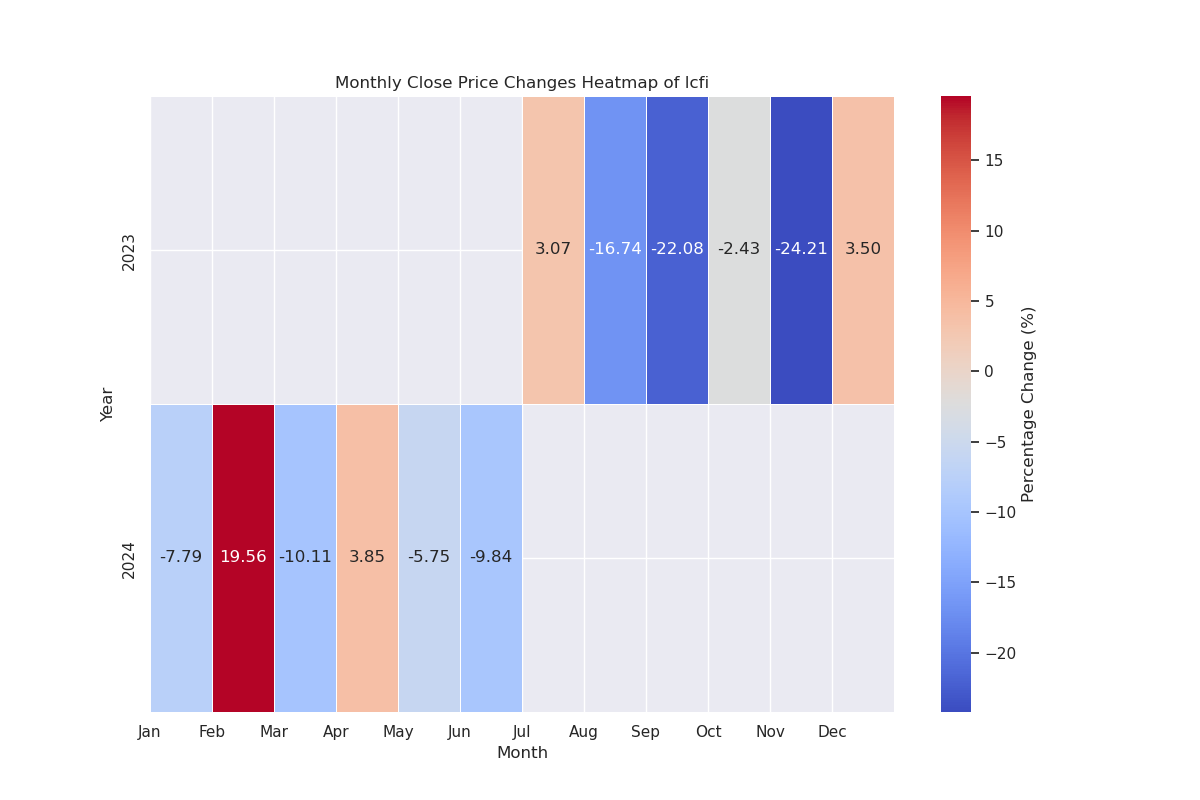 Monthly Close Price Changes Heatmap of lcfi
2023
3.07 -16.74 -22.08 -2.43 -24.21 3.50
Year
2024
-7.79 19.56 -10.11 3.85 -5.75 -9.84
Jan Feb Mar Apr May Jun Jul Aug Sep Oct Nov Dec
Month
15
10
5
0
−5
−10
−15
−20
Percentage Change (%)